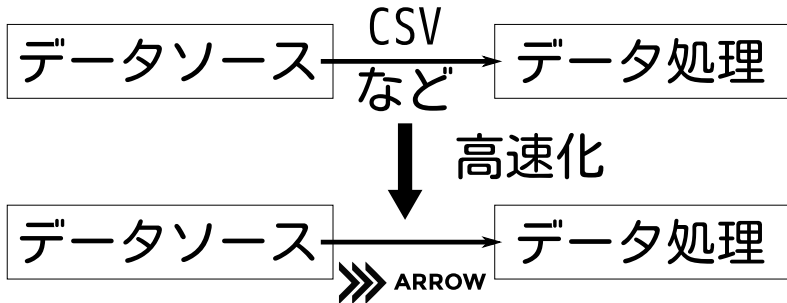 CSV
データソース
データ処理
など
高速化
データソース
データ処理
ARROW